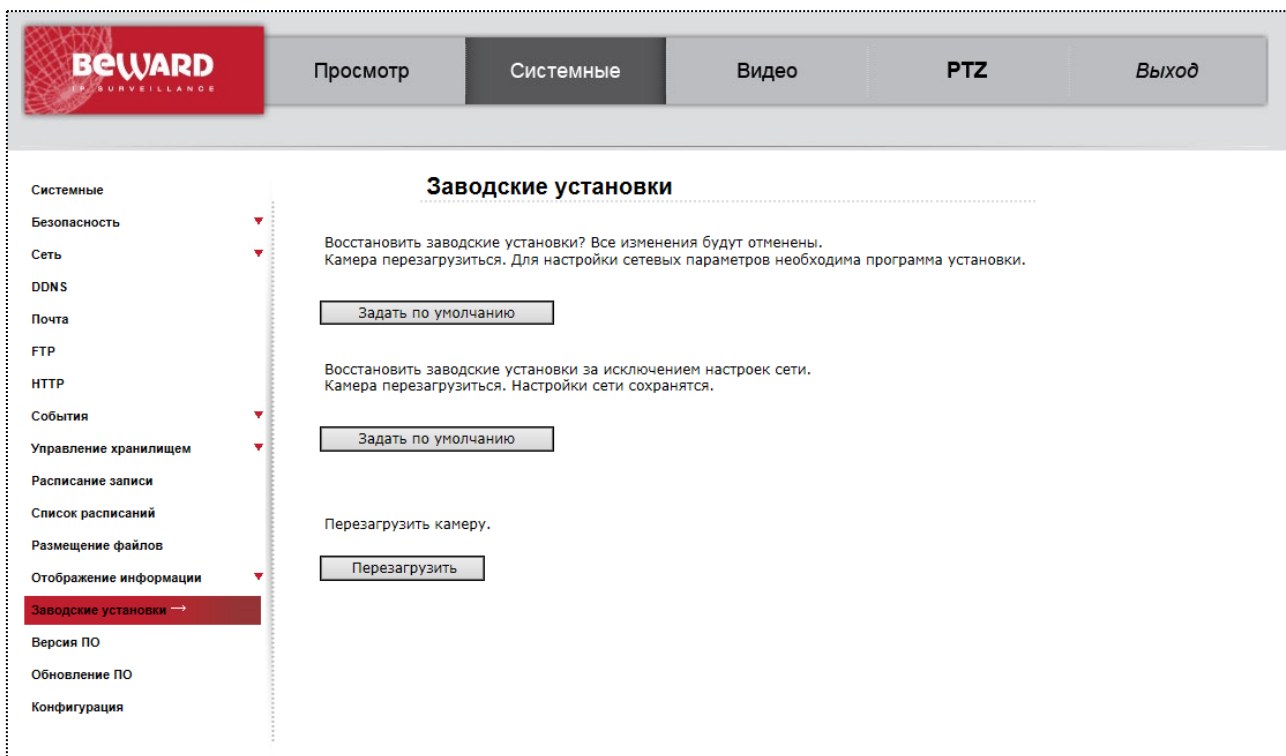 BEWARD
IP SURVEILLANCE
Просмотр
Системные
Видео
PTZ
Выход
Системные
Безопасность
Сеть
DDNS
Почта
FTP
HTTP
События
Управление хранилищем
Расписание записи
Список расписаний
Размещение файлов
Отображение информации
Заводские установки →
Версия ПО
Обновление ПО
Конфигурация
Заводские установки
Восстановить заводские установки? Все изменения будут отменены.
Камера перезагрузиться. Для настройки сетевых параметров необходима программа установки.
Задать по умолчанию
Восстановить заводские установки за исключением настроек сети.
Камера перезагрузиться. Настройки сети сохранятся.
Задать по умолчанию
Перезагрузить камеру.
Перезагрузить